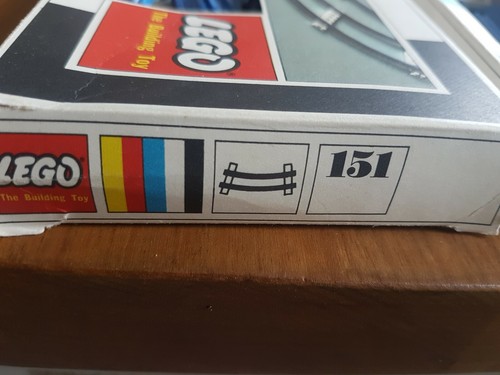 LEGO
The Building Toy
LEGO
The Building Toy
151